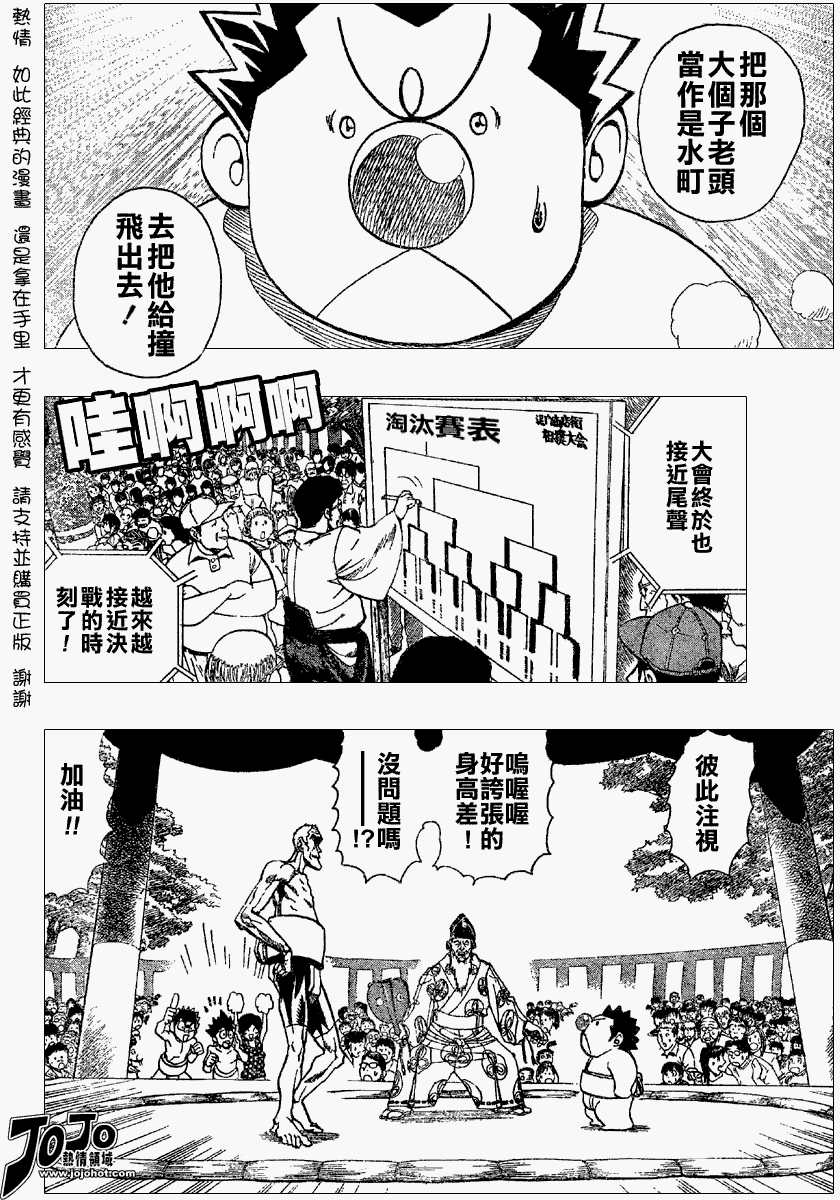 把那個
大個子老頭
當作是水町
去把他給撞
飛出去！
哇啊啊啊
淘汰賽表
相撲大会
大會終於也
接近尾聲
越來越
接近決
戰的時
刻了！
彼此注視
嗚喔喔
好誇張的
身高差！
沒問題嗎
——!?
加油!!
熱情 如此經典的漫畫 還是拿在手里 才更有感覺 請支持並購買正版 謝謝
JOJO
熱情領域
www.jojohot.com